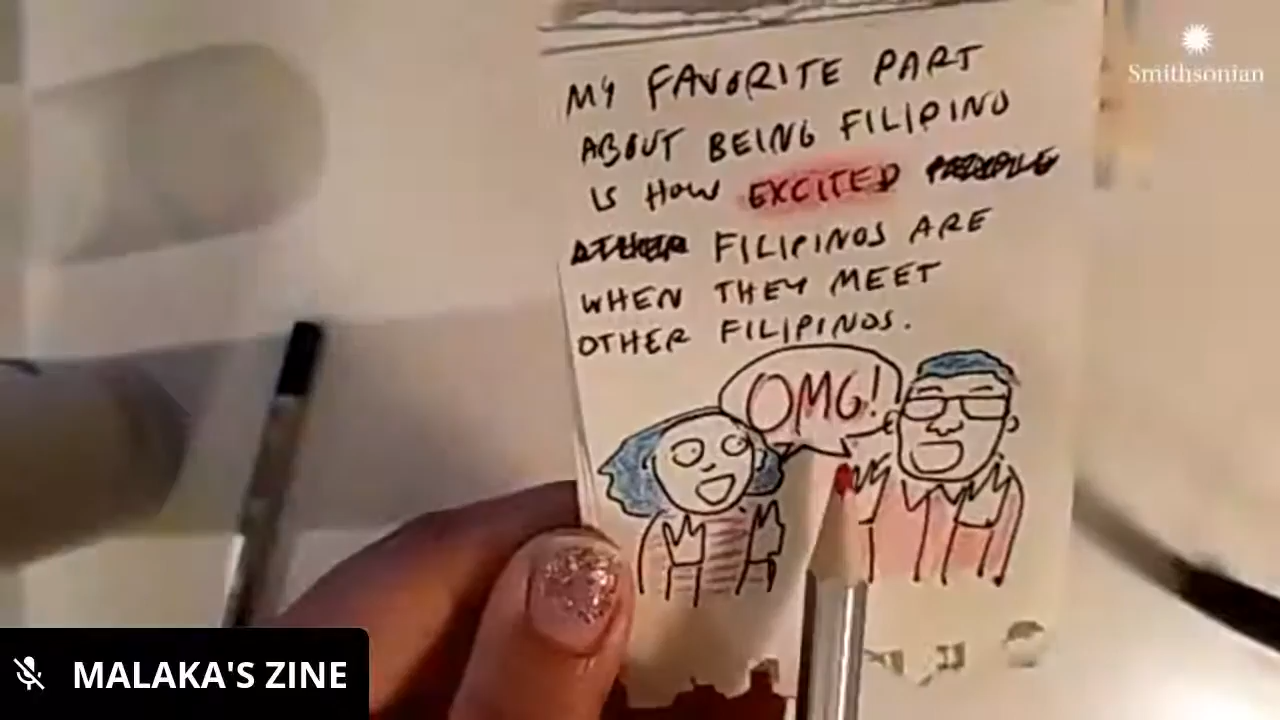 Smithsonian
MY FAVORITE PART
ABOUT BEING FILIPINO
IS HOW EXCITED
FILIPINOS ARE
WHEN THEY MEET
OTHER FILIPINOS.
OMG!
MALAKA'S ZINE